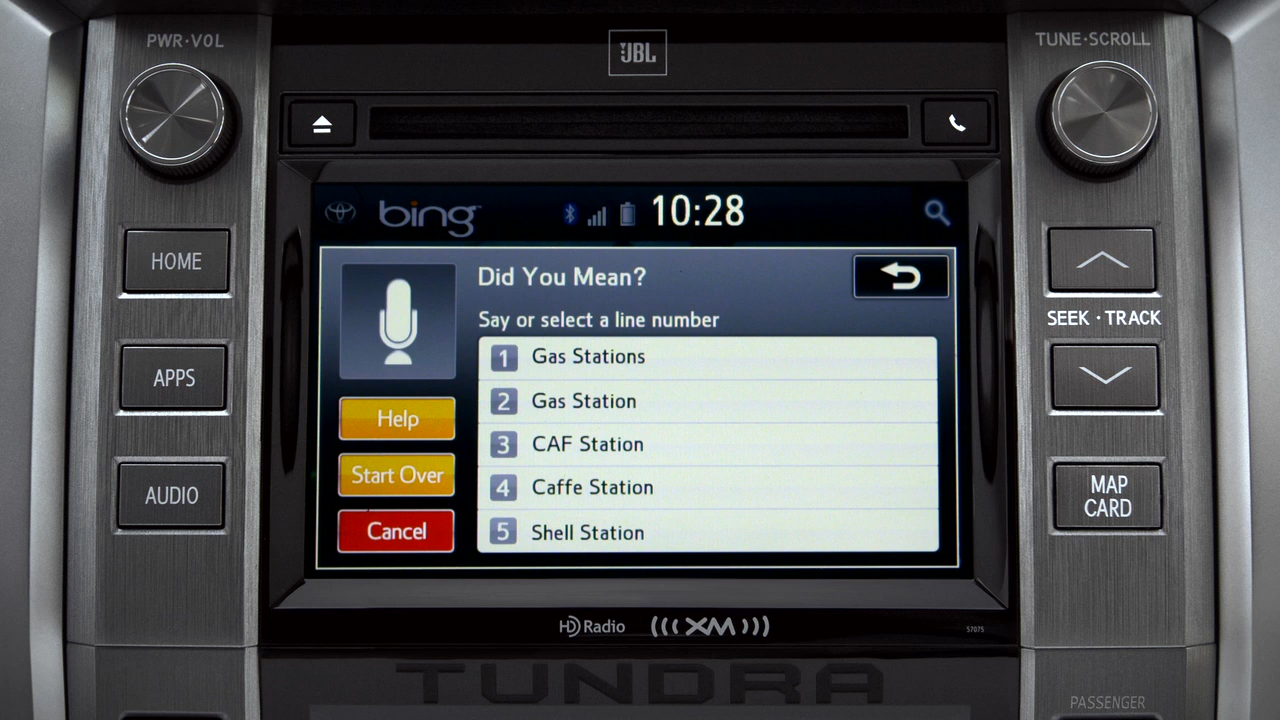 PWR·VOL
JBL
TUNE·SCROLL
bing
10:28
HOME
Did You Mean?
Say or select a line number
SEEK · TRACK
1 Gas Stations
APPS
Help
2 Gas Station
3 CAF Station
Start Over
4 Caffe Station
AUDIO
MAP
CARD
Cancel
5 Shell Station
HD Radio
XM
57075
TUNDRA
PASSENGER